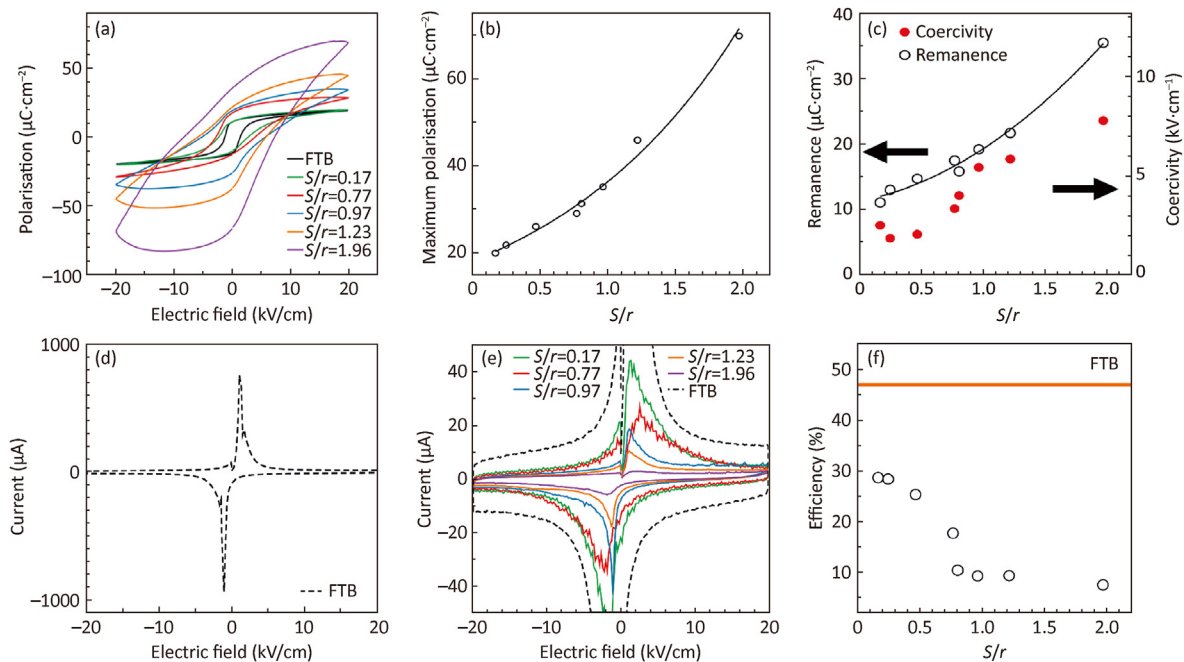 (a)
Polarisation (μC·cm⁻²)
50
0
−50
−100
FTB
S/r=0.17
S/r=0.77
S/r=0.97
S/r=1.23
S/r=1.96
−20
−10
0
10
20
Electric field (kV/cm)
(b)
Maximum polarisation (μC·cm⁻²)
60
40
20
0
0.5
1.0
1.5
2.0
S/r
(c)
Coercivity
Remanence
Remanence (μC·cm⁻²)
40
30
20
10
0
10
5
0
Coercivity (kV·cm⁻¹)
0
0.5
1.0
1.5
2.0
S/r
(d)
Current (μA)
1000
0
−1000
FTB
−20
−10
0
10
20
Electric field (kV/cm)
(e)
S/r=0.17
S/r=0.77
S/r=0.97
S/r=1.23
S/r=1.96
FTB
Current (μA)
40
20
0
−20
−40
−20
−10
0
10
20
Electric field (kV/cm)
(f)
FTB
Efficiency (%)
50
40
30
20
10
0
0.5
1.0
1.5
2.0
S/r